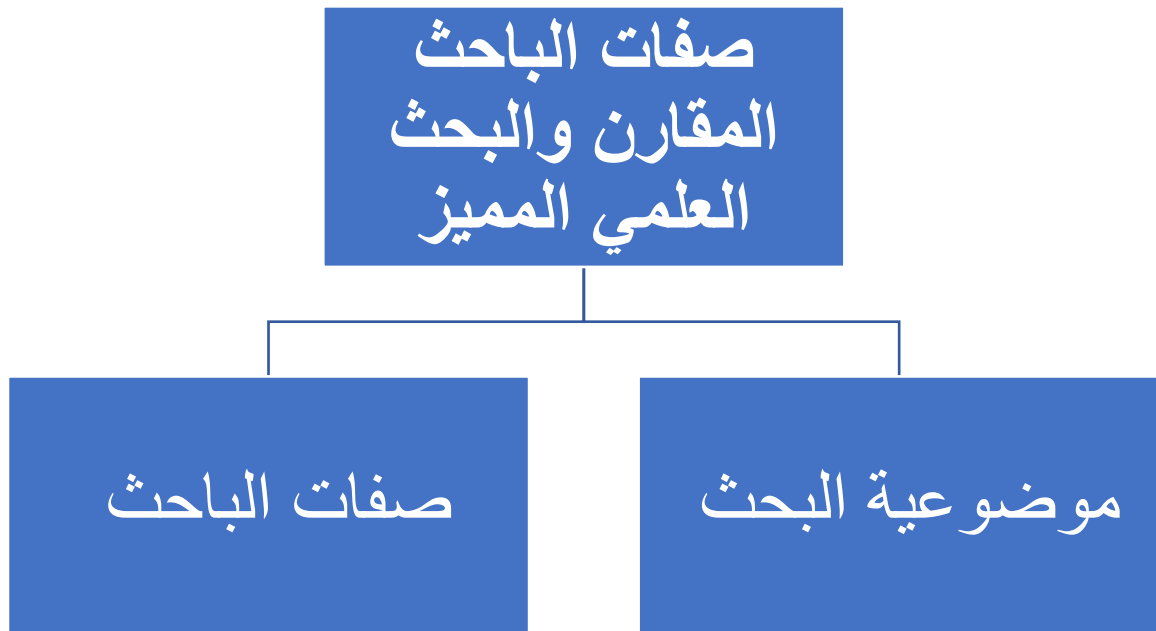 صفات الباحث
المقارن والبحث
العلمي المميز
موضوعية البحث
صفات الباحث